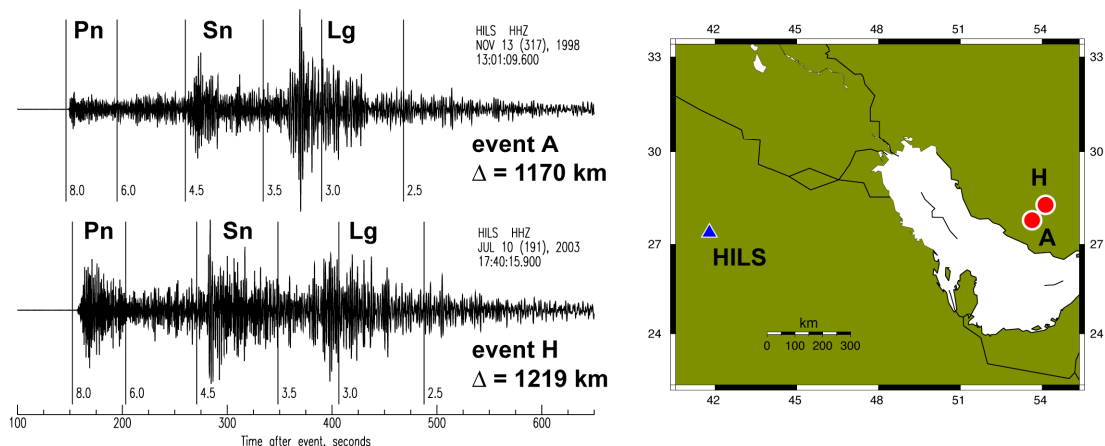 Pn Sn Lg
HILS HHZ
NOV 13 (317), 1998
13:01:09.600
event A
Δ = 1170 km
8.0 6.0 4.5 3.5 3.0 2.5
Pn Sn Lg
HILS HHZ
JUL 10 (191), 2003
17:40:15.900
event H
Δ = 1219 km
8.0 6.0 4.5 3.5 3.0 2.5
100 200 300 400 500 600
Time after event, seconds
42 45 48 51 54
33 33
30 30
H
A
27 27
HILS
km
0 100 200 300
24 24
42 45 48 51 54